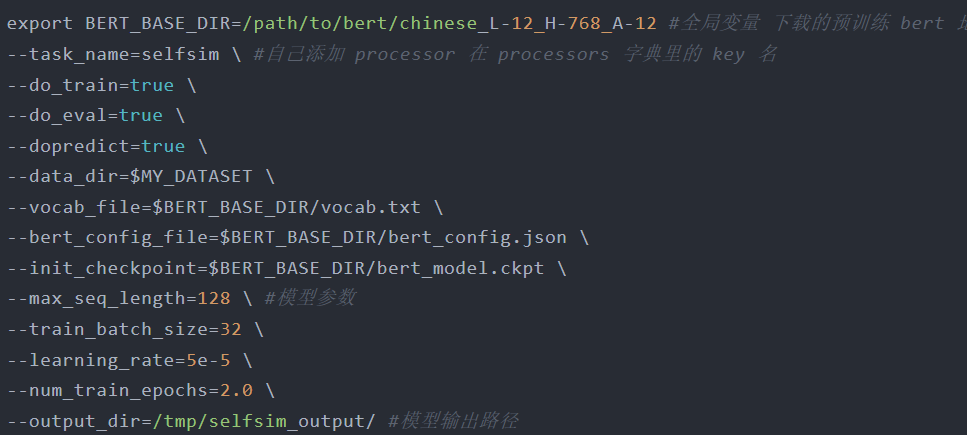 export BERT_BASE_DIR=/path/to/bert/chinese_L-12_H-768_A-12 #全局变量 下载的预训练 bert
--task_name=selfsim \ #自己添加 processor 在 processors 字典里的 key 名
--do_train=true \
--do_eval=true \
--dopredict=true \
--data_dir=$MY_DATASET \
--vocab_file=$BERT_BASE_DIR/vocab.txt \
--bert_config_file=$BERT_BASE_DIR/bert_config.json \
--init_checkpoint=$BERT_BASE_DIR/bert_model.ckpt \
--max_seq_length=128 \ #模型参数
--train_batch_size=32 \
--learning_rate=5e-5 \
--num_train_epochs=2.0 \
--output_dir=/tmp/selfsim_output/ #模型输出路径